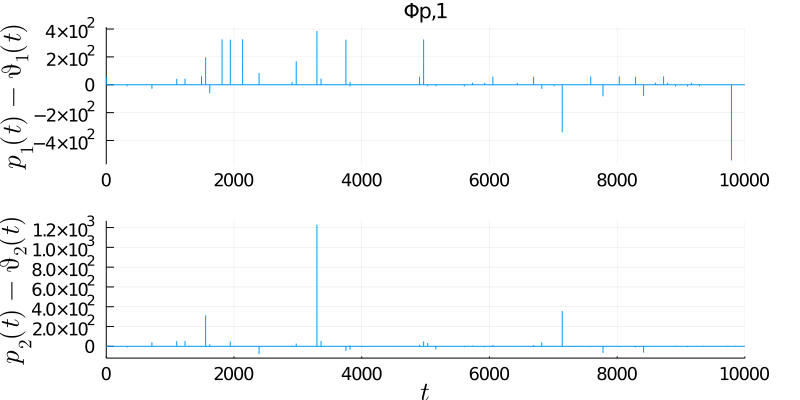 Φp,1
p₁(t) − ϑ₁(t)
4×10²
2×10²
0
−2×10²
−4×10²
0 2000 4000 6000 8000 10000
p₂(t) − ϑ₂(t)
1.2×10³
1.0×10³
8.0×10²
6.0×10²
4.0×10²
2.0×10²
0
0 2000 4000 6000 8000 10000
t